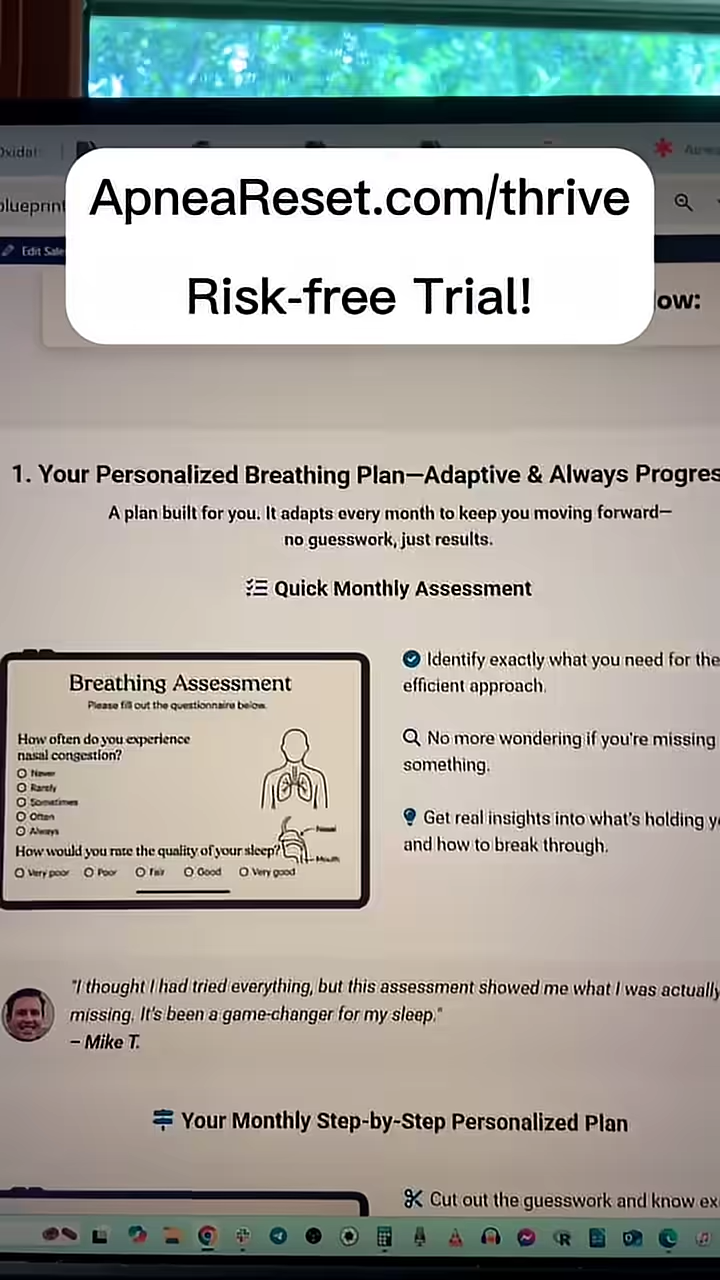 ApneaReset.com/thrive
Risk-free Trial!
blueprint
Edit Sale
ow:
1. Your Personalized Breathing Plan—Adaptive & Always Progres
A plan built for you. It adapts every month to keep you moving forward—
no guesswork, just results.
Quick Monthly Assessment
Breathing Assessment
Please fill out the questionnaire below.
How often do you experience
nasal congestion?
Never
Rarely
Sometimes
Often
Always
Nasal
Mouth
How would you rate the quality of your sleep?
Very poor Poor Fair Good Very good
Identify exactly what you need for the
efficient approach.
No more wondering if you're missing
something.
Get real insights into what's holding y
and how to break through.
"I thought I had tried everything, but this assessment showed me what I was actually
missing. It's been a game-changer for my sleep."
– Mike T.
Your Monthly Step-by-Step Personalized Plan
Cut out the guesswork and know ex